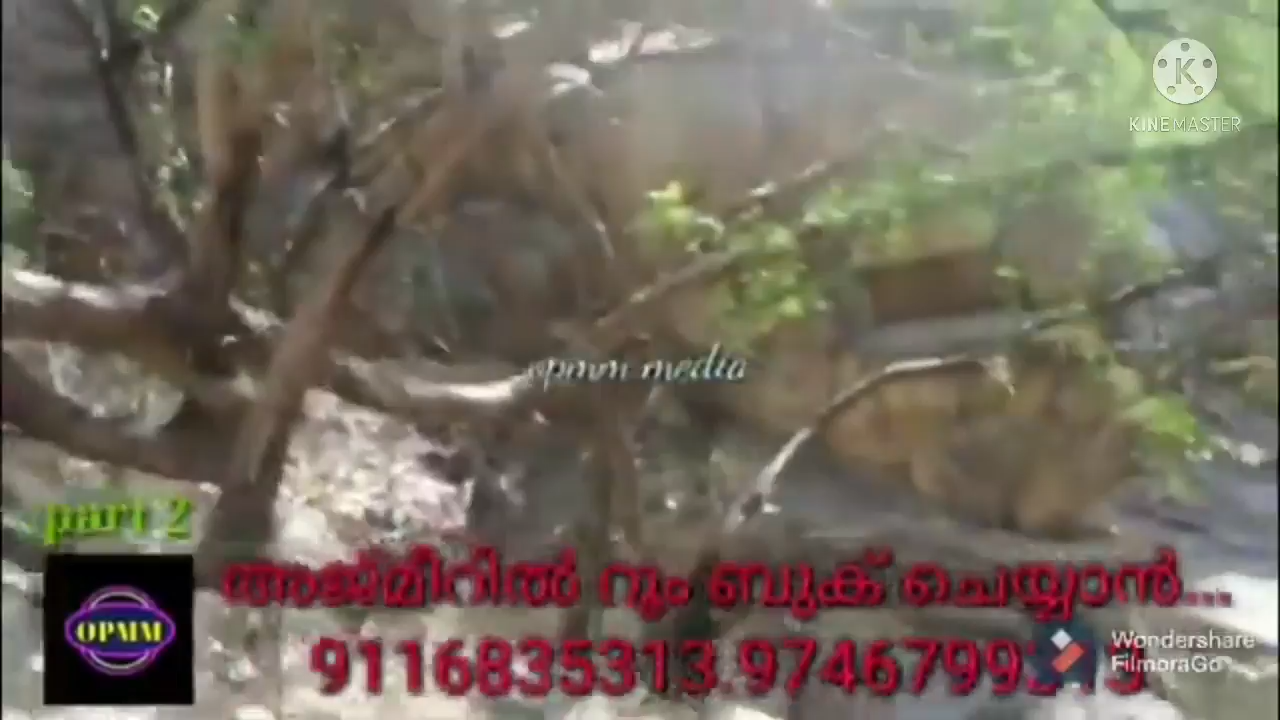 KINEMASTER
opmm media
part 2
OPMM
അജ്മീറിൽ റൂം ബുക് ചെയ്യാൻ....
9116835313.
Wondershare
FilmoraGo